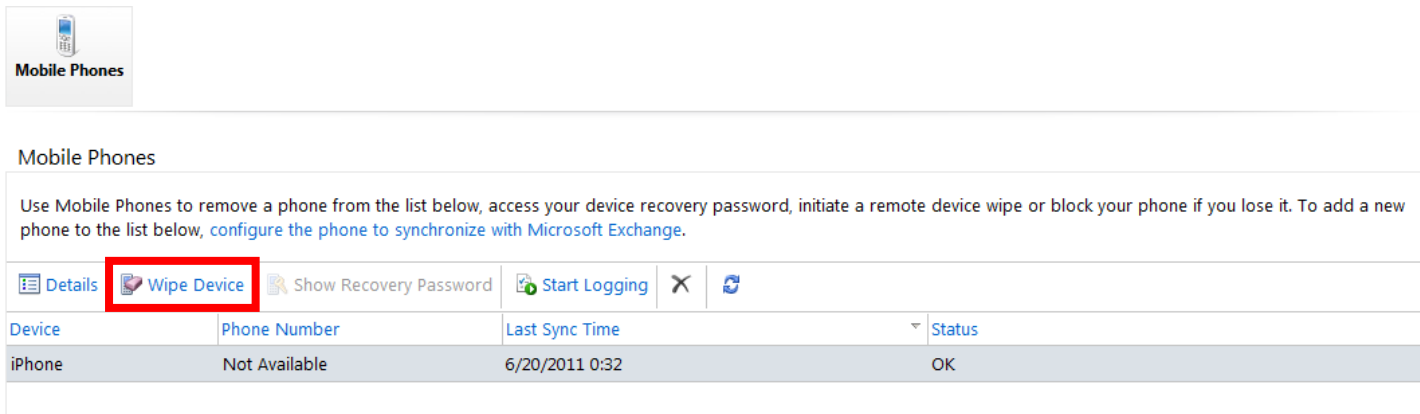 Mobile Phones
Mobile Phones
Use Mobile Phones to remove a phone from the list below, access your device recovery password, initiate a remote device wipe or block your phone if you lose it. To add a new
phone to the list below, configure the phone to synchronize with Microsoft Exchange.
Details Wipe Device Show Recovery Password Start Logging
Device Phone Number Last Sync Time Status
iPhone Not Available 6/20/2011 0:32 OK